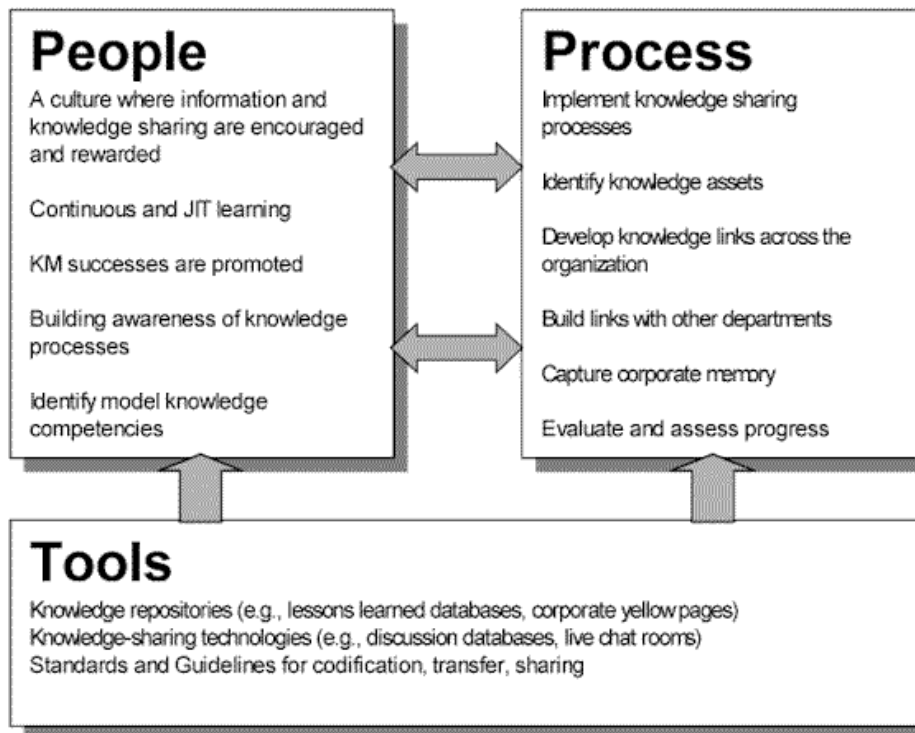 People
A culture where information and
knowledge sharing are encouraged
and rewarded
Continuous and JIT learning
KM successes are promoted
Building awareness of knowledge
processes
Identify model knowledge
competencies
Process
Implement knowledge sharing
processes
Identify knowledge assets
Develop knowledge links across the
organization
Build links with other departments
Capture corporate memory
Evaluate and assess progress
Tools
Knowledge repositories (e.g., lessons learned databases, corporate yellow pages)
Knowledge-sharing technologies (e.g., discussion databases, live chat rooms)
Standards and Guidelines for codification, transfer, sharing